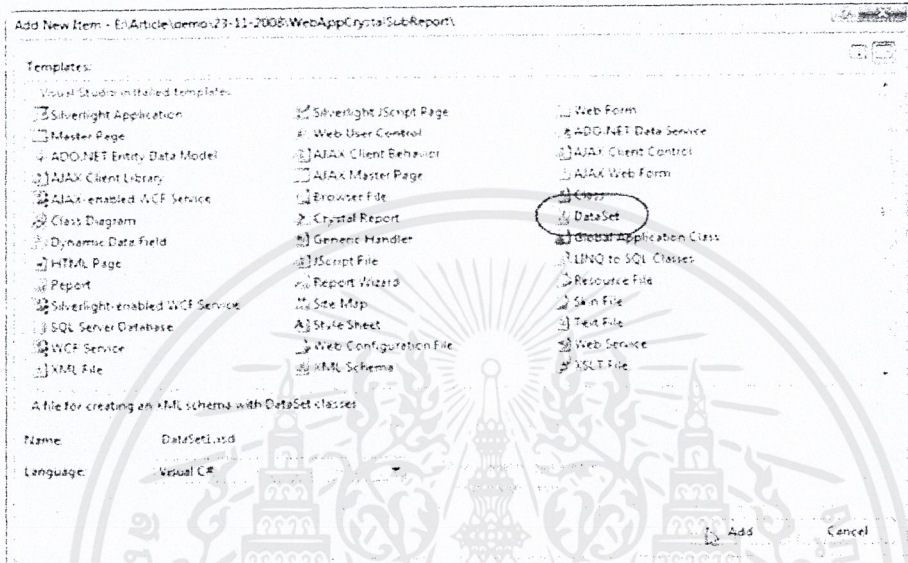 Add New Item - E:\Article\demo\23-11-2008\WebAppCrystalSubReport\
Templates:
Visual Studio installed templates
Silverlight Application
Silverlight JScript Page
Web Form
Master Page
Web User Control
ADO.NET Data Service
ADO.NET Entity Data Model
AJAX Client Behavior
AJAX Client Control
AJAX Client Library
AJAX Master Page
AJAX Web Form
AJAX-enabled WCF Service
Browser File
Class
Class Diagram
Crystal Report
DataSet
Dynamic Data Field
Generic Handler
Global Application Class
HTML Page
JScript File
LINQ to SQL Classes
Report
Report Wizard
Resource File
Silverlight-enabled WCF Service
Site Map
Skin File
SQL Server Database
Style Sheet
Text File
WCF Service
Web Configuration File
Web Service
XML File
XML Schema
XSLT File
A file for creating an XML schema with DataSet classes
Name:
DataSet1.xsd
Language:
Visual C#
Add
Cancel